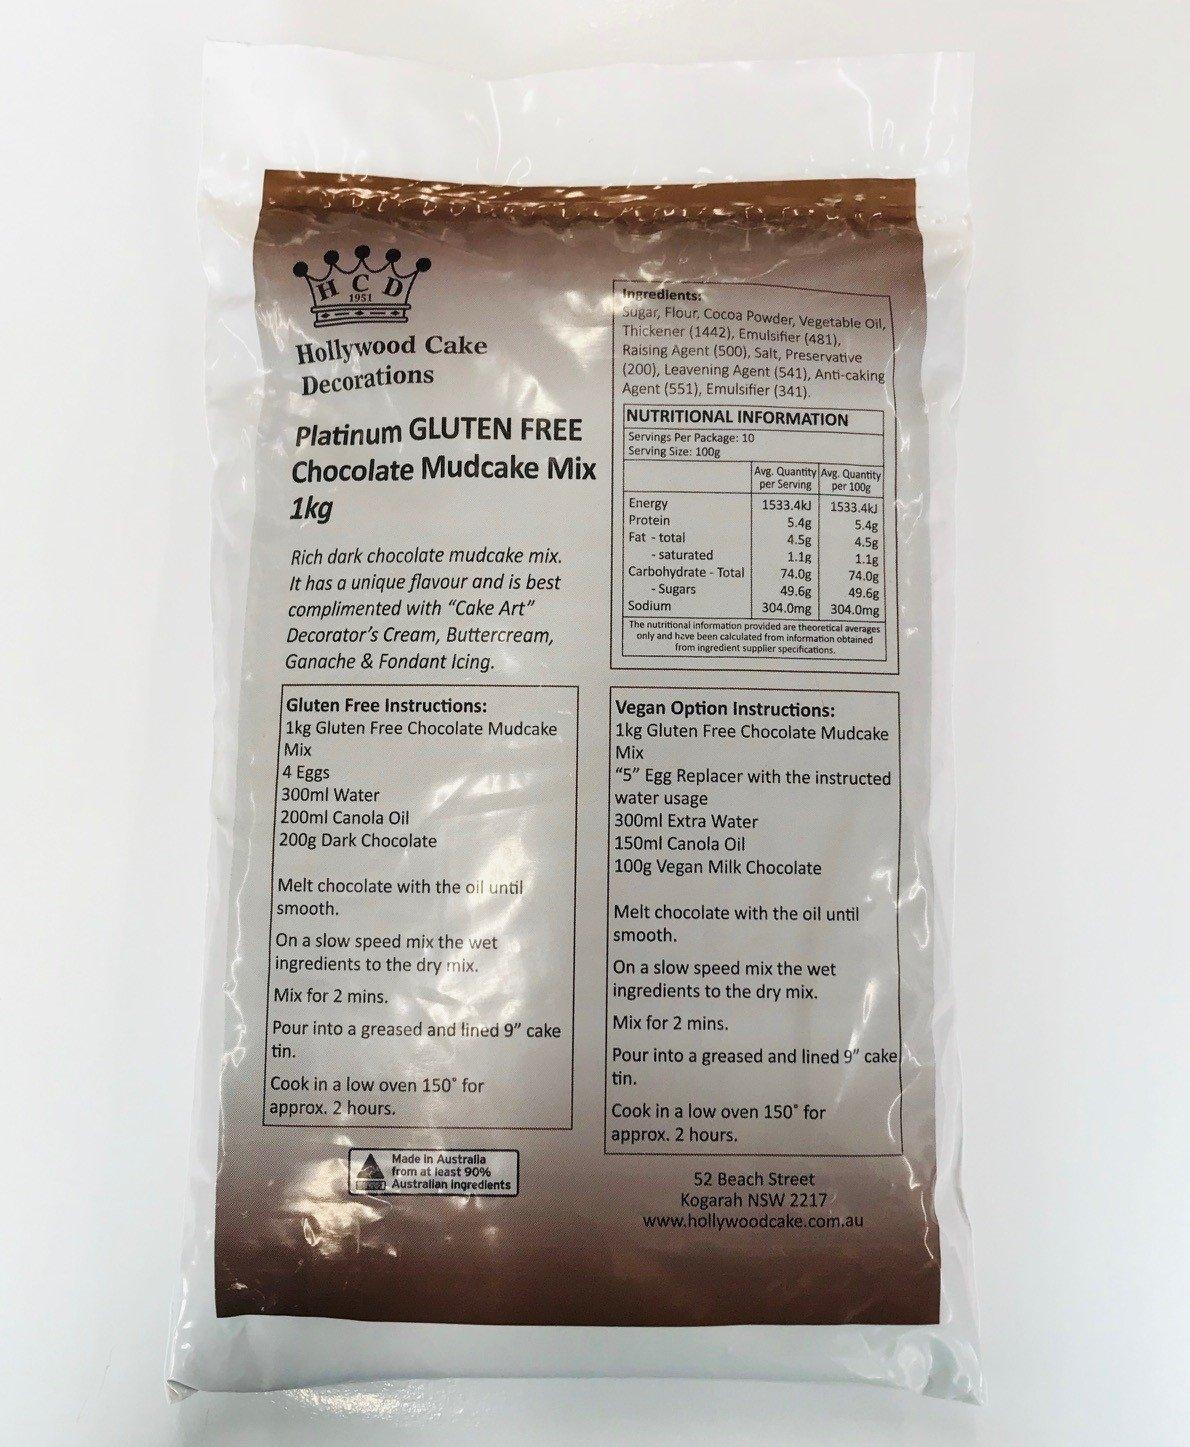 H C D
1951
Hollywood Cake
Decorations
Platinum GLUTEN FREE
Chocolate Mudcake Mix
1kg
Rich dark chocolate mudcake mix.
It has a unique flavour and is best
complimented with “Cake Art”
Decorator’s Cream, Buttercream,
Ganache & Fondant Icing.
Ingredients:
Sugar, Flour, Cocoa Powder, Vegetable Oil,
Thickener (1442), Emulsifier (481),
Raising Agent (500), Salt, Preservative
(200), Leavening Agent (541), Anti-caking
Agent (551), Emulsifier (341).
NUTRITIONAL INFORMATION
Servings Per Package: 10
Serving Size: 100g
Avg. Quantity per Serving Avg. Quantity per 100g
Energy 1533.4kJ 1533.4kJ
Protein 5.4g 5.4g
Fat - total 4.5g 4.5g
- saturated 1.1g 1.1g
Carbohydrate - Total 74.0g 74.0g
- Sugars 49.6g 49.6g
Sodium 304.0mg 304.0mg
The nutritional information provided are theoretical averages
only and have been calculated from information obtained
from ingredient supplier specifications.
Gluten Free Instructions:
1kg Gluten Free Chocolate Mudcake
Mix
4 Eggs
300ml Water
200ml Canola Oil
200g Dark Chocolate
Melt chocolate with the oil until
smooth.
On a slow speed mix the wet
ingredients to the dry mix.
Mix for 2 mins.
Pour into a greased and lined 9” cake
tin.
Cook in a low oven 150° for
approx. 2 hours.
Vegan Option Instructions:
1kg Gluten Free Chocolate Mudcake
Mix
“5” Egg Replacer with the instructed
water usage
300ml Extra Water
150ml Canola Oil
100g Vegan Milk Chocolate
Melt chocolate with the oil until
smooth.
On a slow speed mix the wet
ingredients to the dry mix.
Mix for 2 mins.
Pour into a greased and lined 9” cake
tin.
Cook in a low oven 150° for
approx. 2 hours.
Made in Australia
from at least 90%
Australian ingredients
52 Beach Street
Kogarah NSW 2217
www.hollywoodcake.com.au